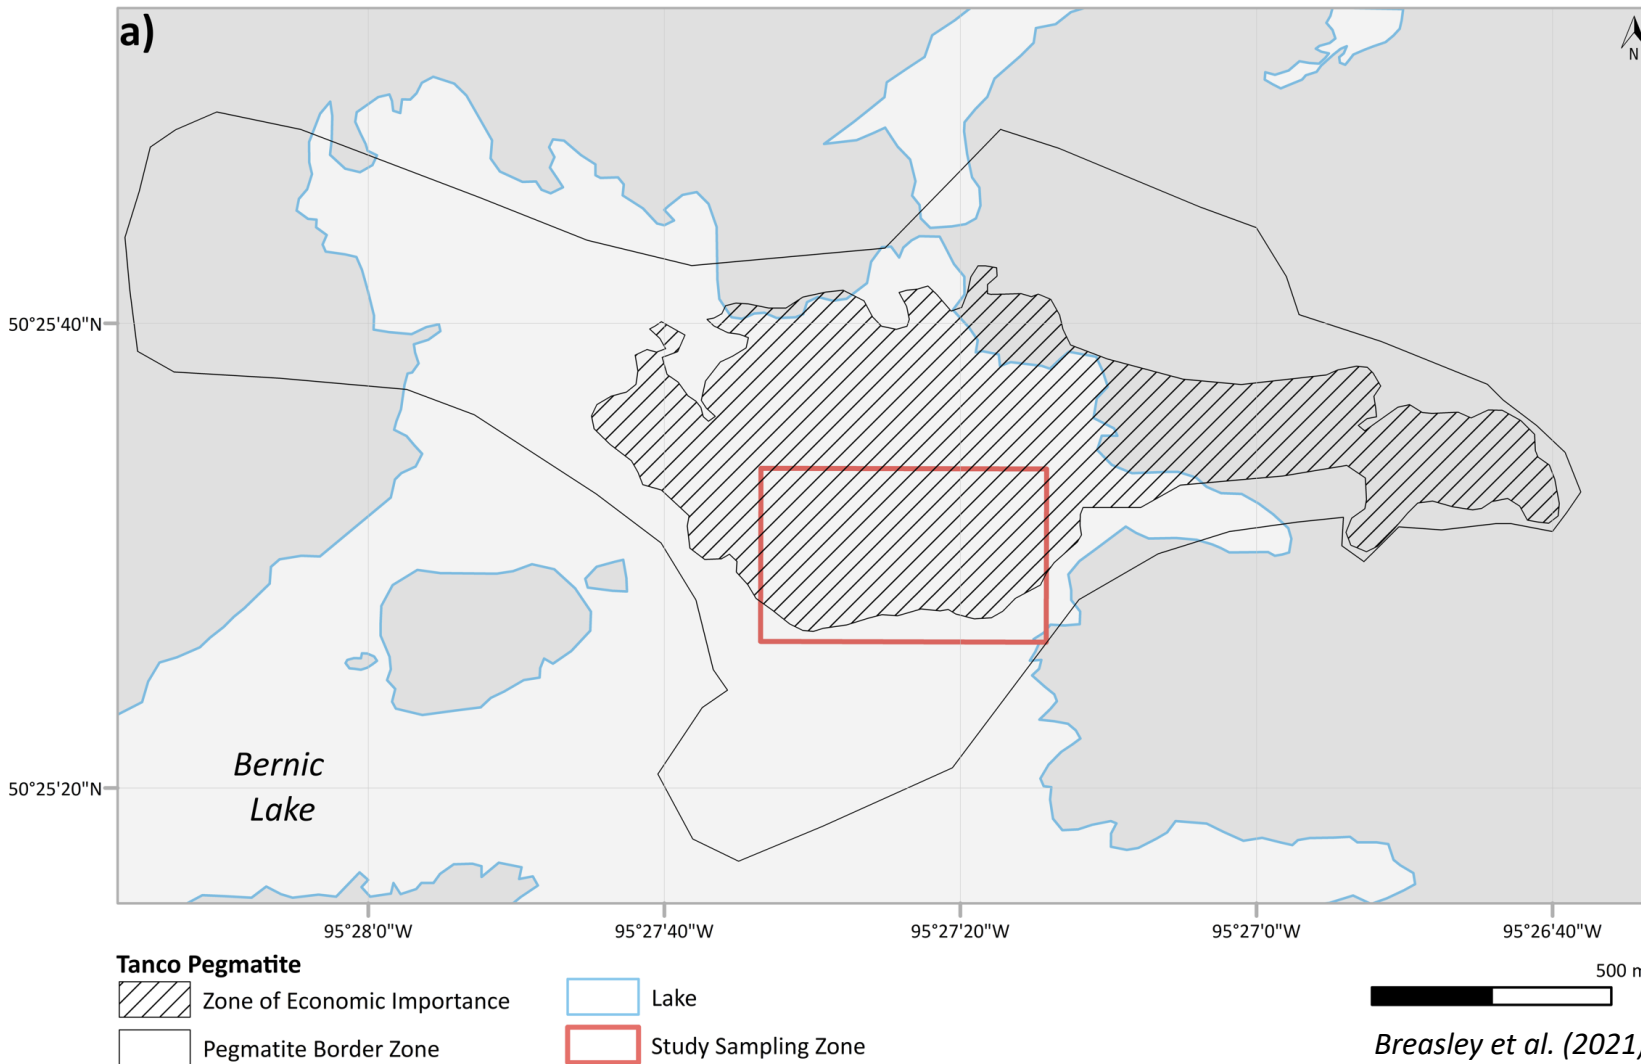 a)
N
50°25'40"N
50°25'20"N
Bernic
Lake
95°28'0"W
95°27'40"W
95°27'20"W
95°27'0"W
95°26'40"W
Tanco Pegmatite
Zone of Economic Importance
Pegmatite Border Zone
Lake
Study Sampling Zone
500 m
Breasley et al. (2021)